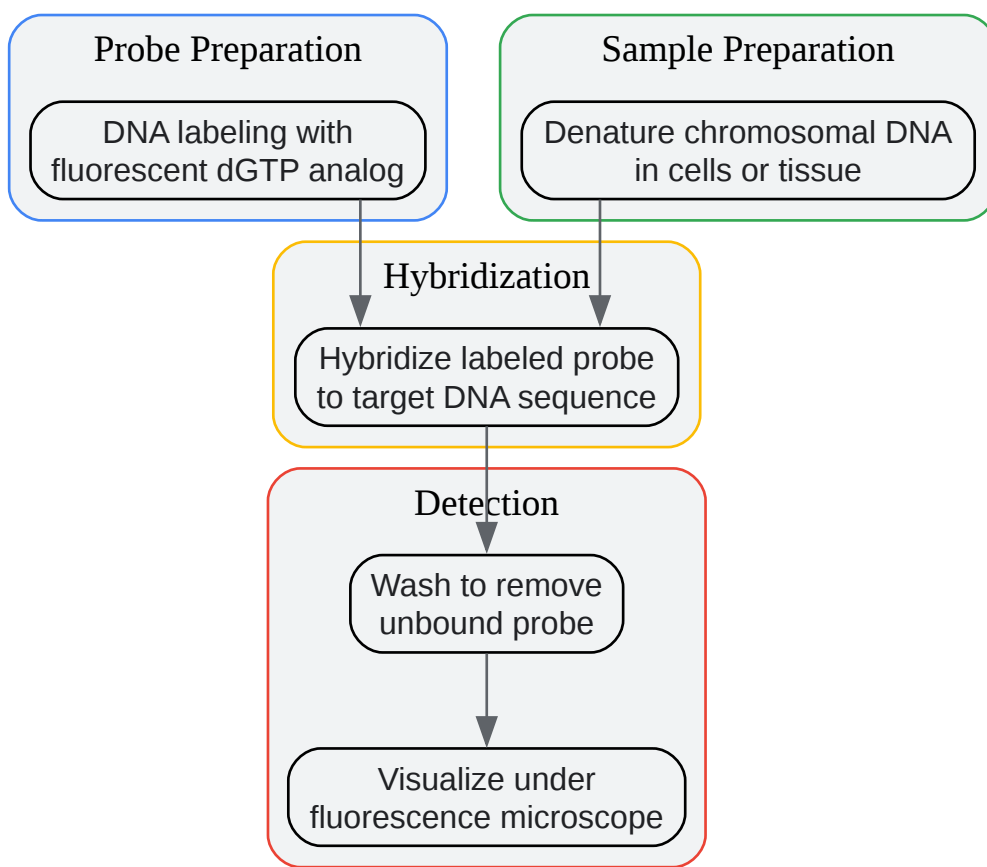 Probe Preparation
DNA labeling with
fluorescent dGTP analog
Sample Preparation
Denature chromosomal DNA
in cells or tissue
Hybridization
Hybridize labeled probe
to target DNA sequence
Detection
Wash to remove
unbound probe
Visualize under
fluorescence microscope